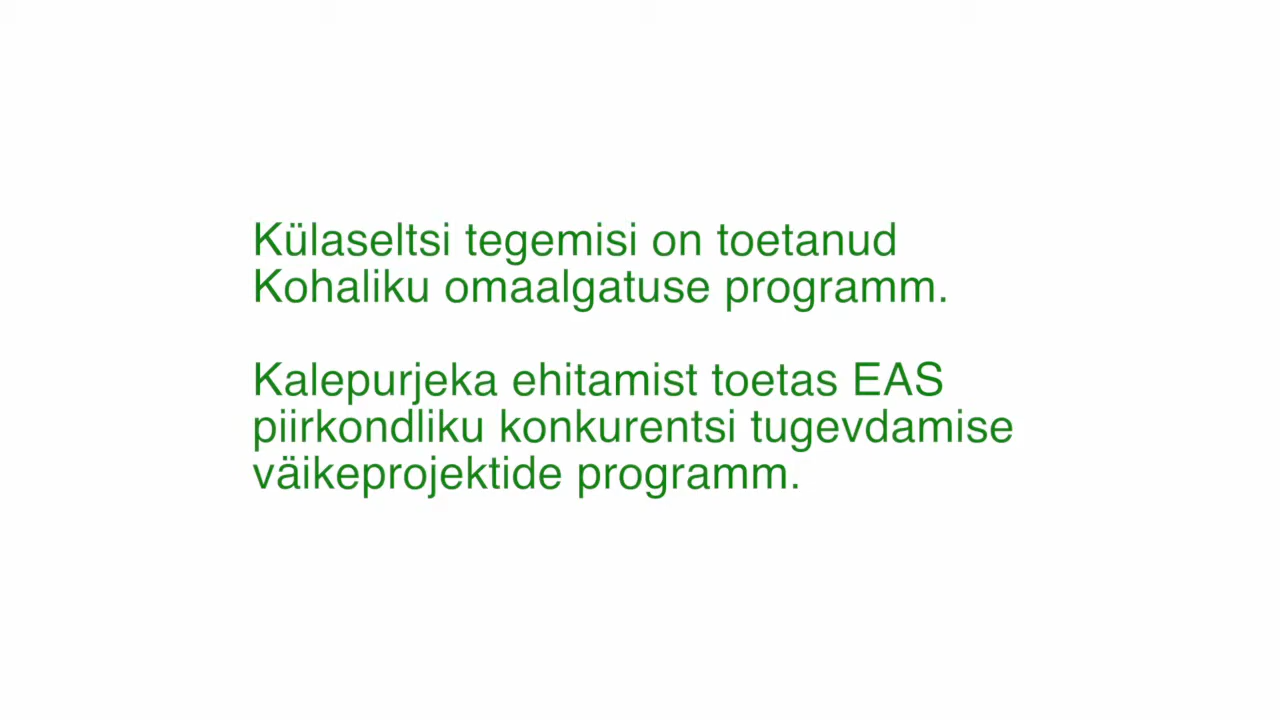 Külaseltsi tegemisi on toetanud
Kohaliku omaalgatuse programm.
Kalepurjeka ehitamist toetas EAS
piirkondliku konkurentsi tugevdamise
väikeprojektide programm.